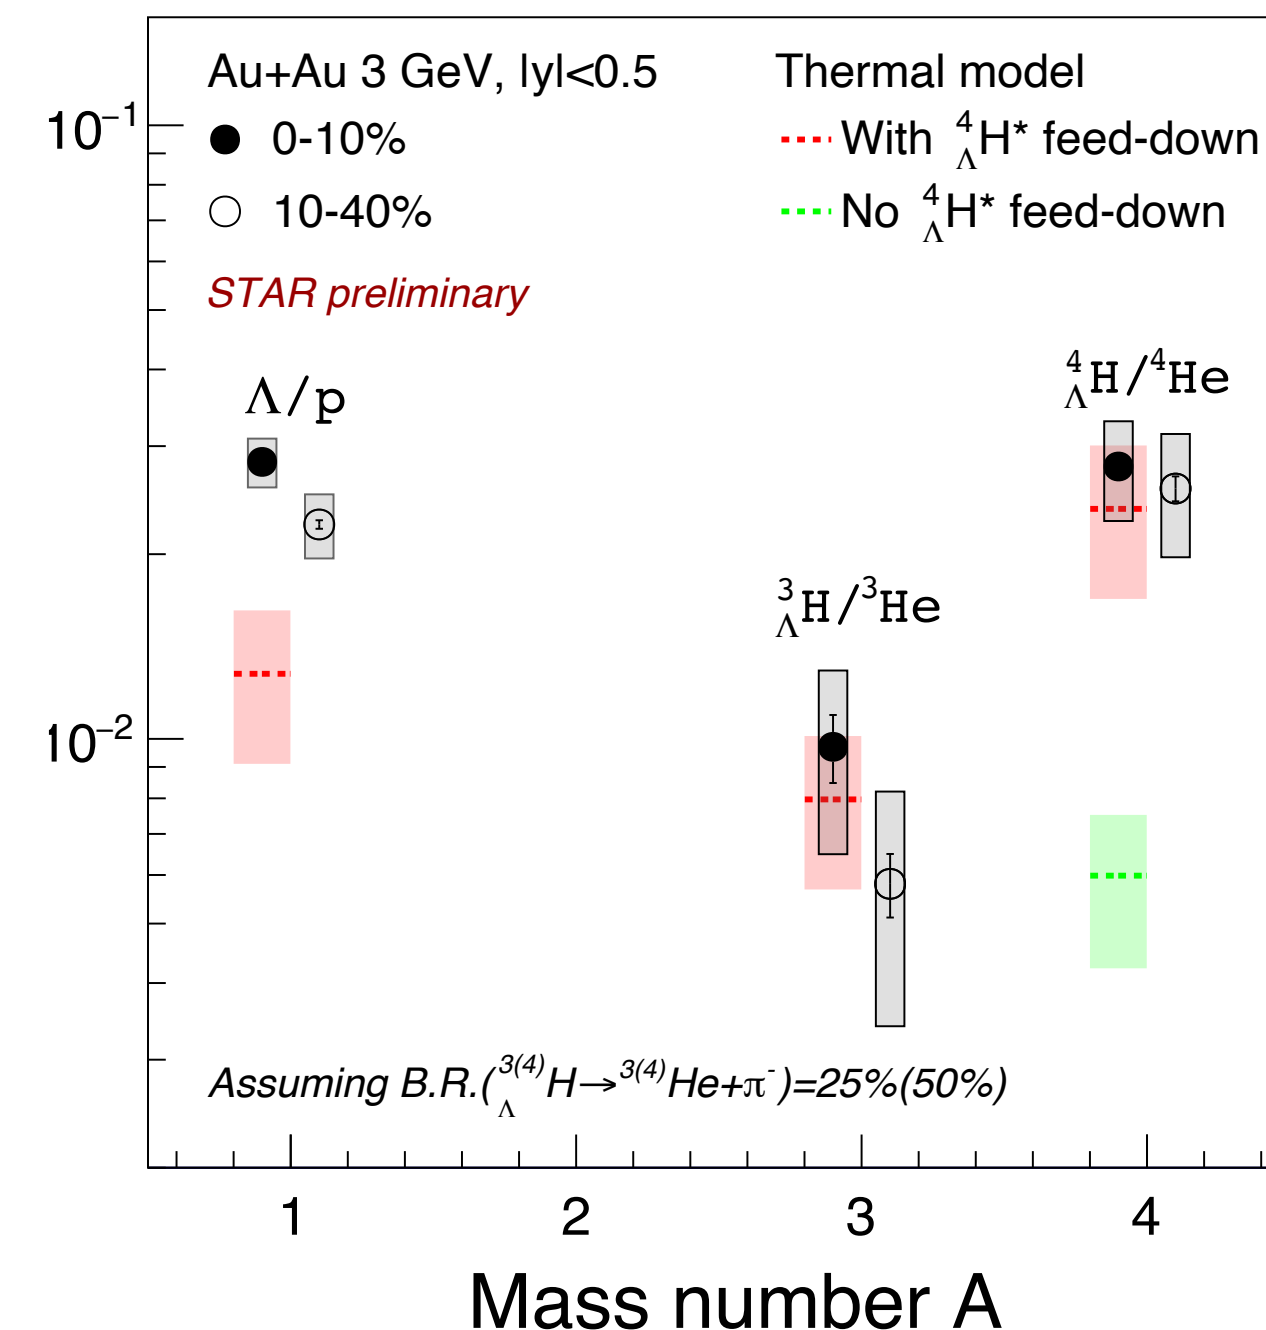 Au+Au 3 GeV, |y|<0.5
0-10%
10-40%
STAR preliminary
Thermal model
With ⁴ΛH* feed-down
No ⁴ΛH* feed-down
10⁻¹
10⁻²
Λ/p
³ΛH/³He
⁴ΛH/⁴He
Assuming B.R.(³⁽⁴⁾ΛH→³⁽⁴⁾He+π⁻)=25%(50%)
1 2 3 4
Mass number A